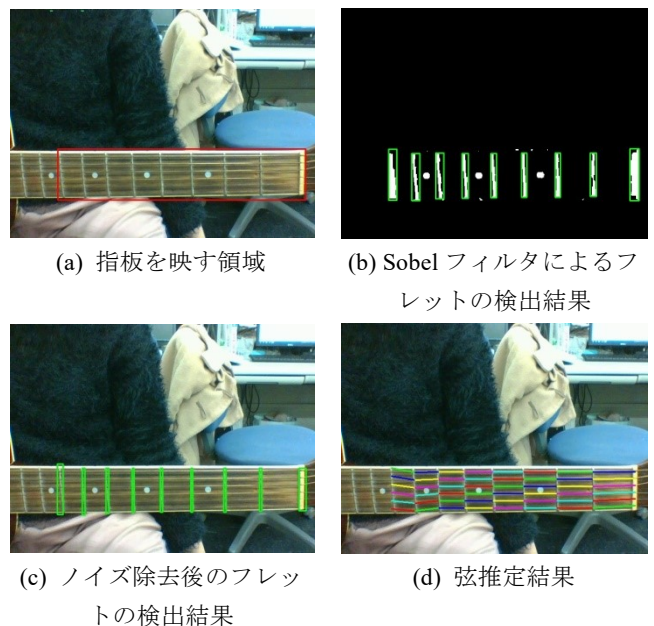 (a) 指板を映す領域
(b) Sobel フィルタによるフ
レットの検出結果
(c) ノイズ除去後のフレッ
トの検出結果
(d) 弦推定結果